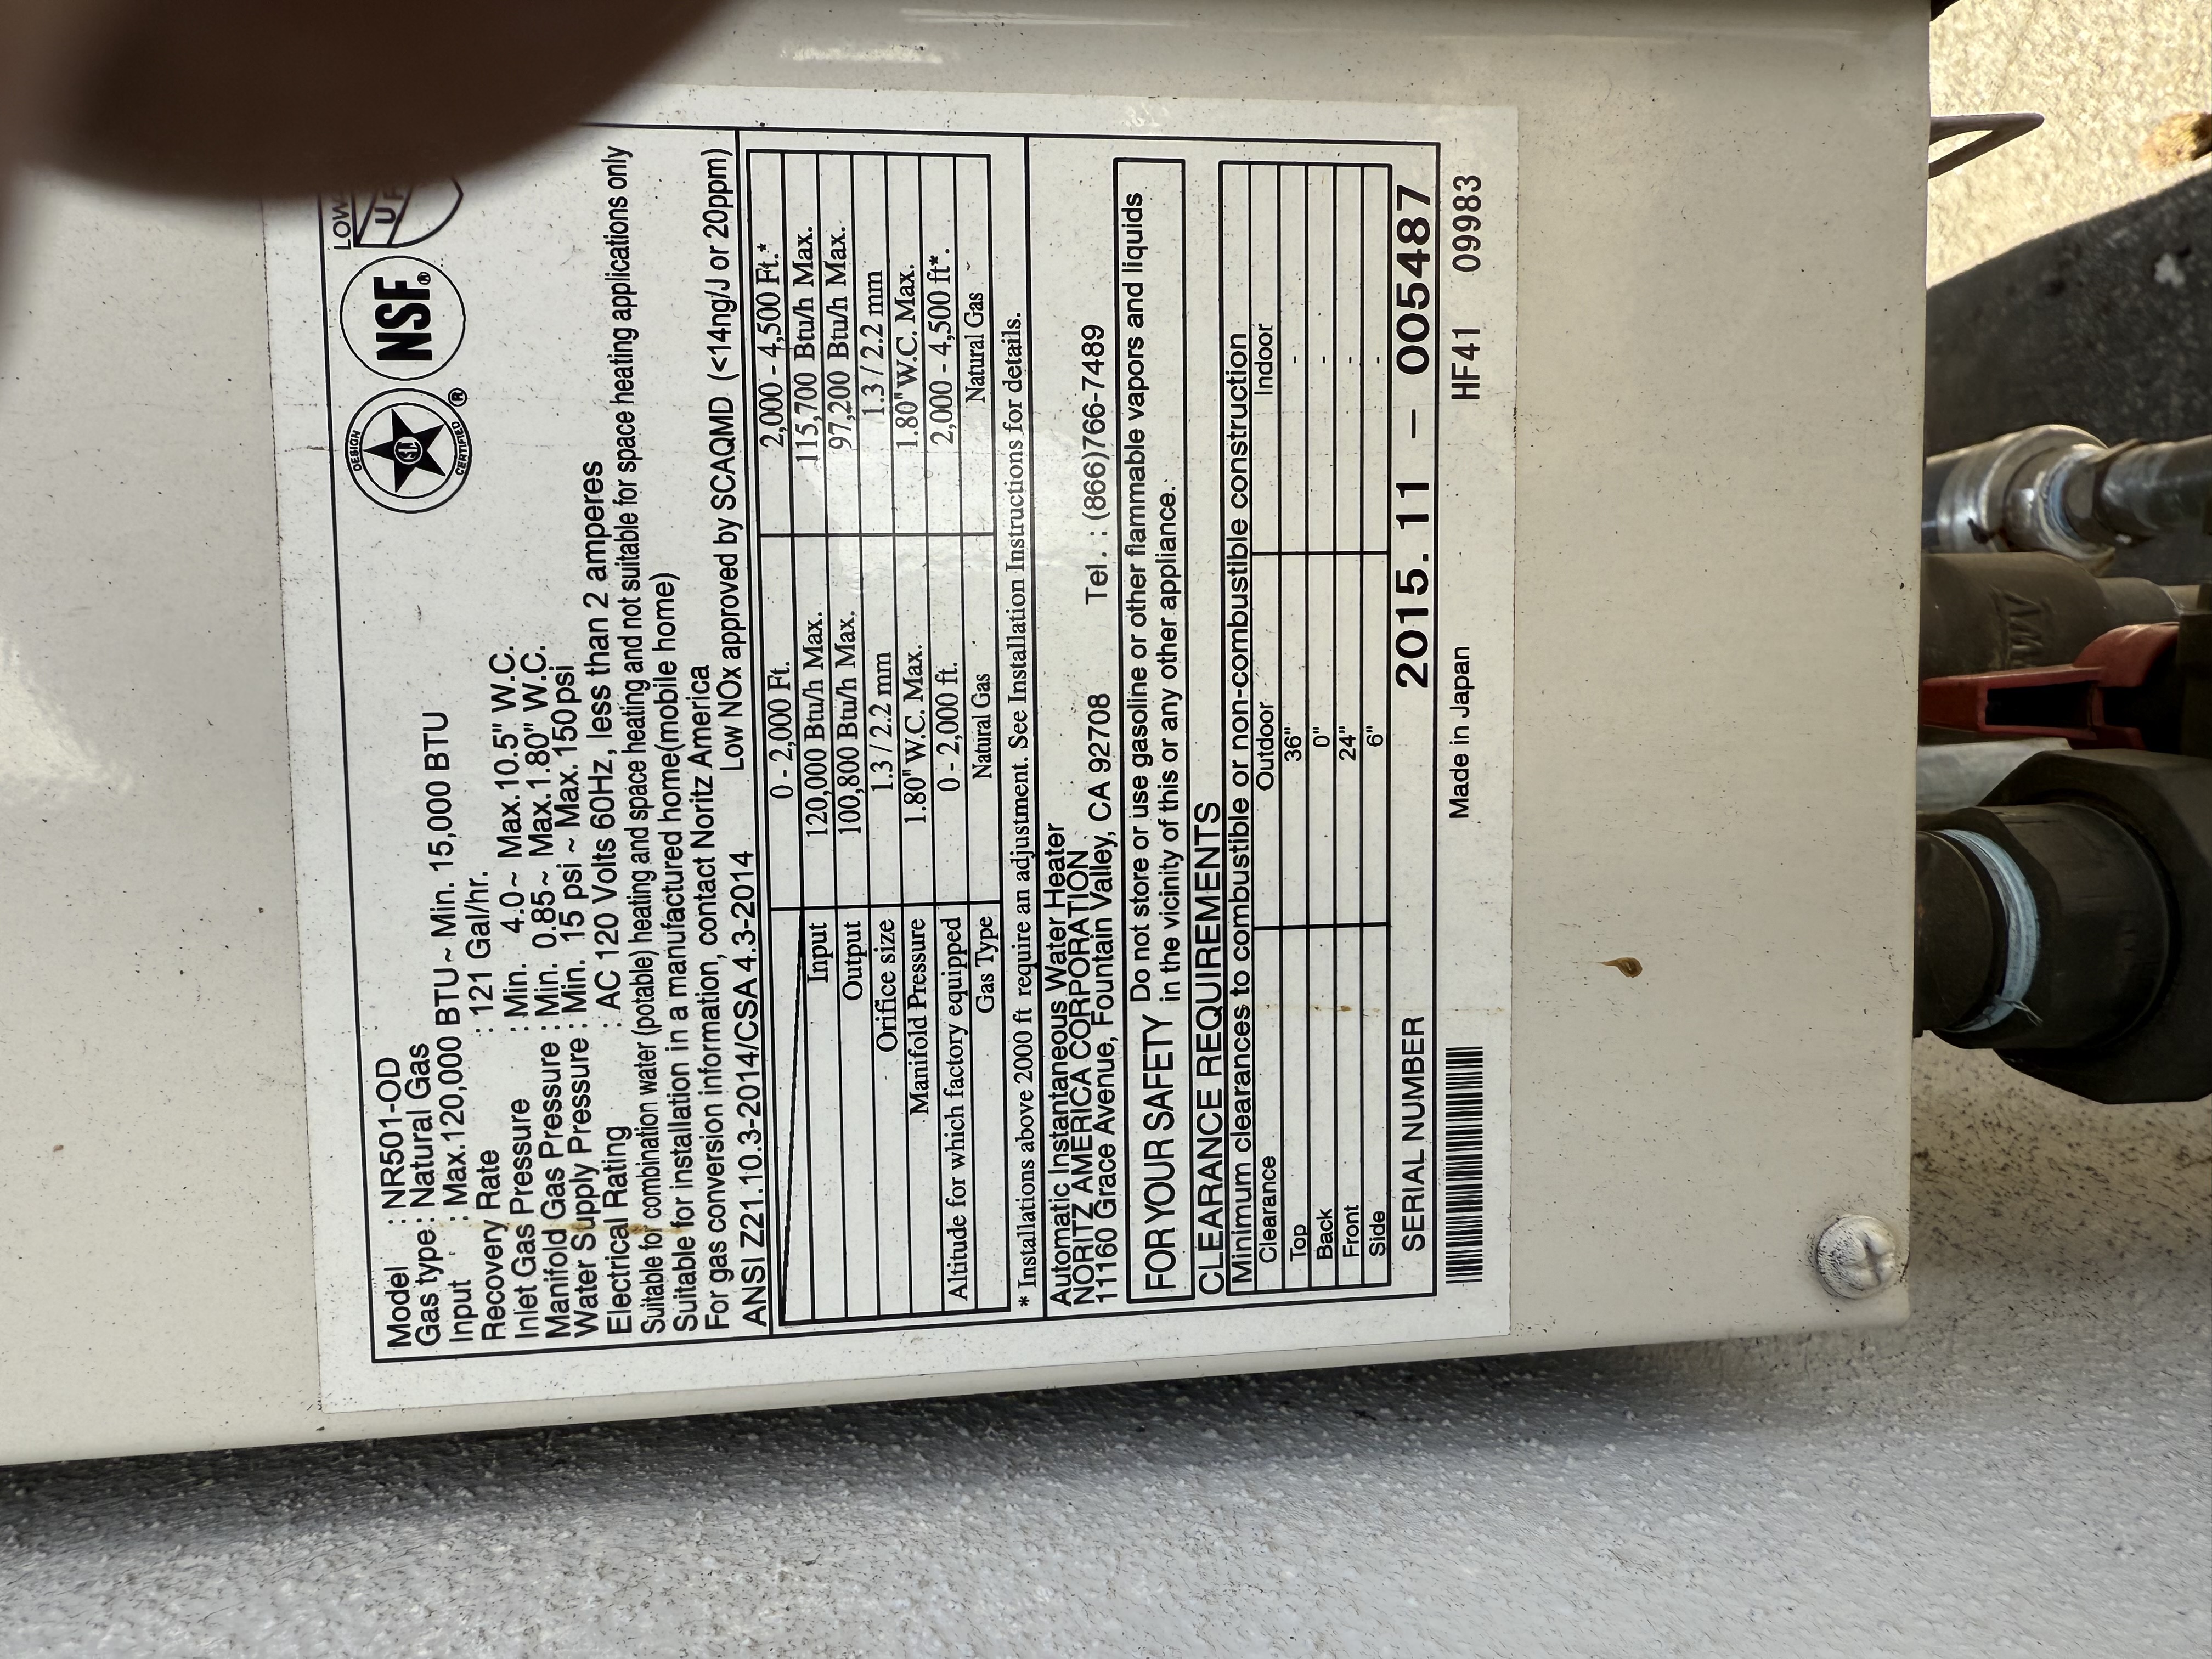 LOW
UP
DESIGN
CERTIFIED
®
NSF®
Model : NR501-OD
Gas type : Natural Gas
Input : Max.120,000 BTU ~ Min. 15,000 BTU
Recovery Rate : 121 Gal/hr.
Inlet Gas Pressure : Min. 4.0 ~ Max.10.5" W.C.
Manifold Gas Pressure : Min. 0.85 ~ Max.1.80" W.C.
Water Supply Pressure : Min. 15 psi ~ Max.150psi
Electrical Rating : AC 120 Volts 60Hz, less than 2 amperes
Suitable for combination water (potable) heating and space heating and not suitable for space heating applications only
Suitable for installation in a manufactured home(mobile home)
For gas conversion information, contact Noritz America
ANSI Z21.10.3-2014/CSA 4.3-2014 Low NOx approved by SCAQMD (<14ng/J or 20ppm)
0 - 2,000 Ft. 2,000 - 4,500 Ft.*
Input 120,000 Btu/h Max. 115,700 Btu/h Max.
Output 100,800 Btu/h Max. 97,200 Btu/h Max.
Orifice size 1.3 / 2.2 mm 1.3 / 2.2 mm
Manifold Pressure 1.80"W.C. Max. 1.80"W.C. Max.
Altitude for which factory equipped 0 - 2,000 ft. 2,000 - 4,500 ft*.
Gas Type Natural Gas Natural Gas
* Installations above 2000 ft require an adjustment. See Installation Instructions for details.
Automatic Instantaneous Water Heater
NORITZ AMERICA CORPORATION
11160 Grace Avenue, Fountain Valley, CA 92708 Tel. : (866)766-7489
FOR YOUR SAFETY Do not store or use gasoline or other flammable vapors and liquids
in the vicinity of this or any other appliance.
CLEARANCE REQUIREMENTS
Minimum clearances to combustible or non-combustible construction
Clearance Outdoor Indoor
Top 36" -
Back 0" -
Front 24" -
Side 6" -
SERIAL NUMBER 2015.11 – 005487
Made in Japan HF41 09983